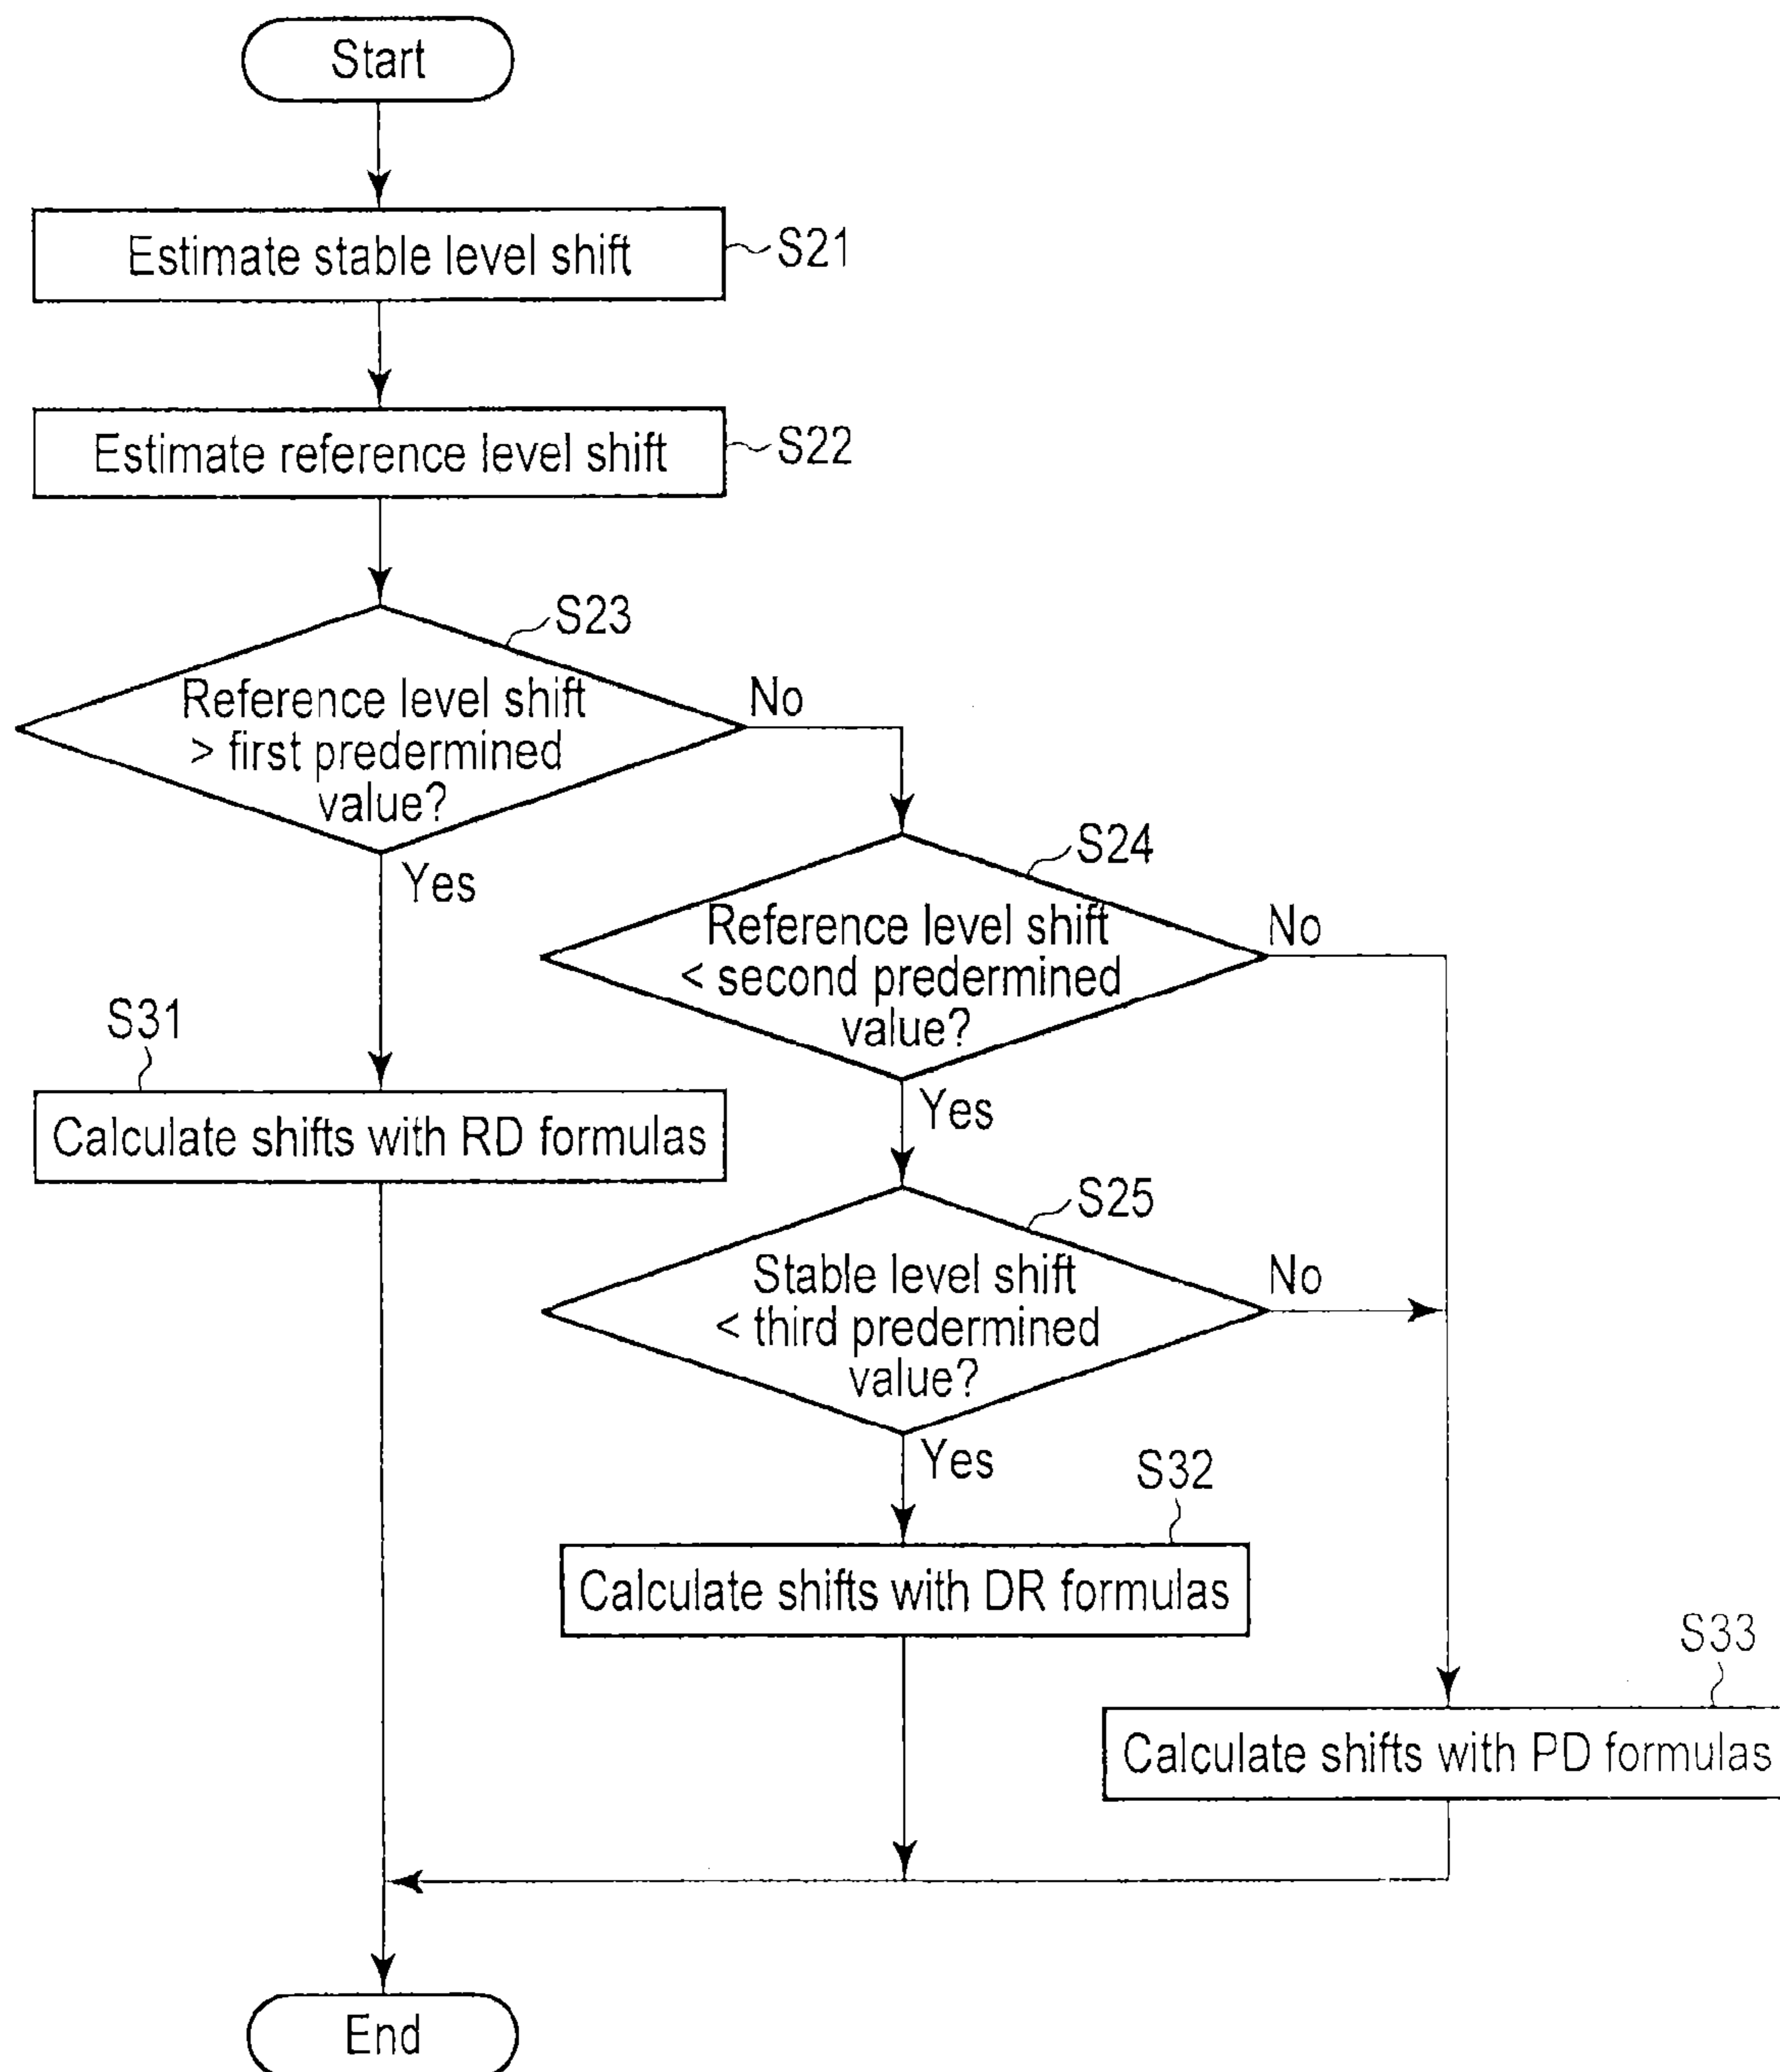 Start
Estimate stable level shift
S21
Estimate reference level shift
S22
S23
Reference level shift
> first predermined
value?
No
Yes
S24
Reference level shift
< second predermined
value?
No
Yes
S31
Calculate shifts with RD formulas
S25
Stable level shift
< third predermined
value?
No
Yes
S32
Calculate shifts with DR formulas
S33
Calculate shifts with PD formulas
End